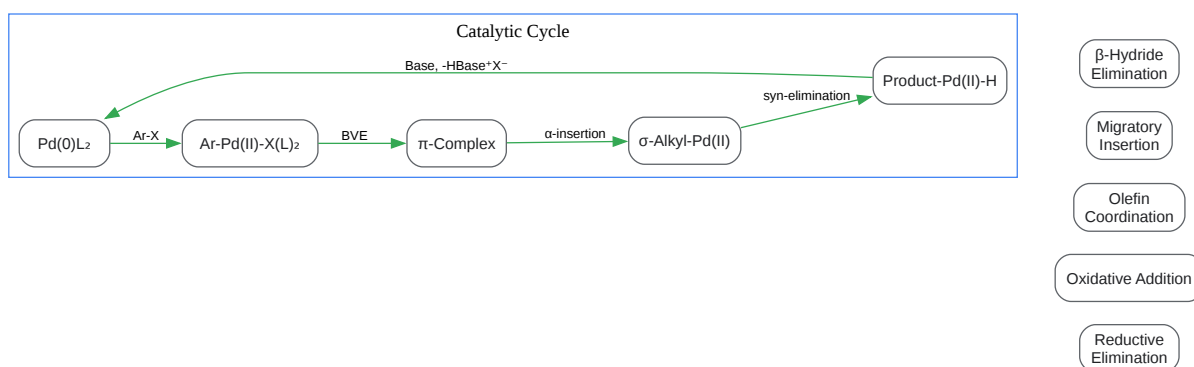 Catalytic Cycle
Base, -HBase⁺X⁻
Product-Pd(II)-H
syn-elimination
Pd(0)L₂
Ar-X
Ar-Pd(II)-X(L)₂
BVE
π-Complex
α-insertion
σ-Alkyl-Pd(II)
β-Hydride
Elimination
Migratory
Insertion
Olefin
Coordination
Oxidative Addition
Reductive
Elimination